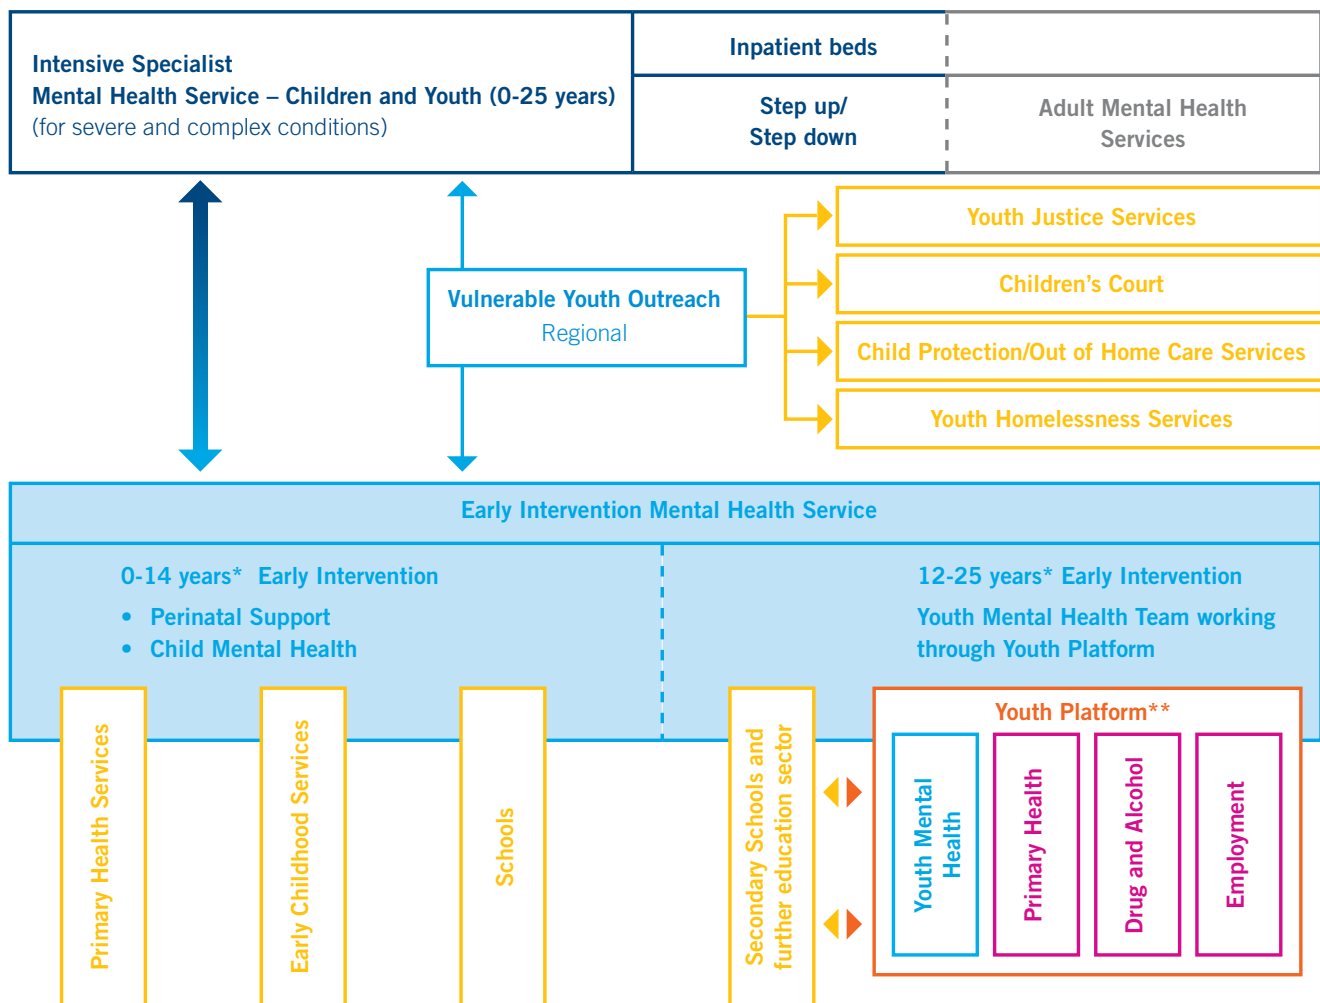 Intensive Specialist
Mental Health Service – Children and Youth (0-25 years)
(for severe and complex conditions)
Inpatient beds
Step up/
Step down
Adult Mental Health
Services
Vulnerable Youth Outreach
Regional
Youth Justice Services
Children’s Court
Child Protection/Out of Home Care Services
Youth Homelessness Services
Early Intervention Mental Health Service
0-14 years*  Early Intervention
• Perinatal Support
• Child Mental Health
12-25 years* Early Intervention
Youth Mental Health Team working
through Youth Platform
Primary Health Services
Early Childhood Services
Schools
Secondary Schools and
further education sector
Youth Platform**
Youth Mental
Health
Primary Health
Drug and Alcohol
Employment